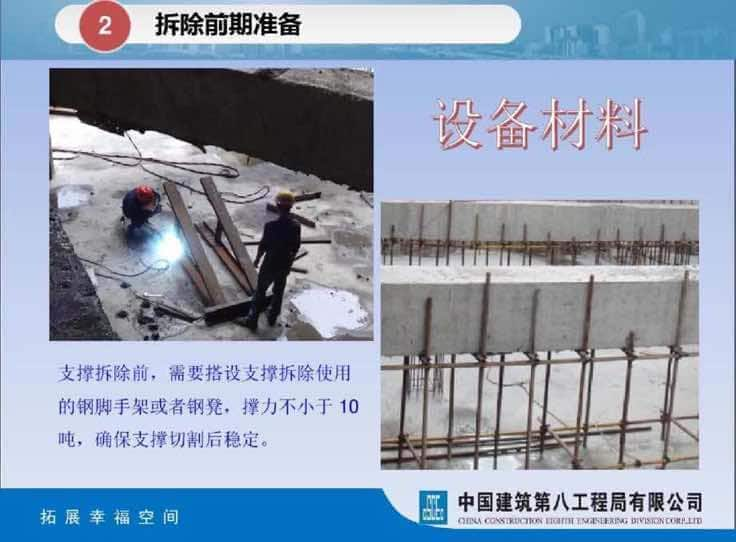 2 拆除前期准备
设备材料
支撑拆除前，需要搭设支撑拆除使用
的钢脚手架或者钢凳，撑力不小于 10
吨，确保支撑切割后稳定。
拓展幸福空间
CSCEC
中国建筑第八工程局有限公司
CHINA CONSTRUCTION EIGHTH ENGINEERING DIVISION CORP.LTD